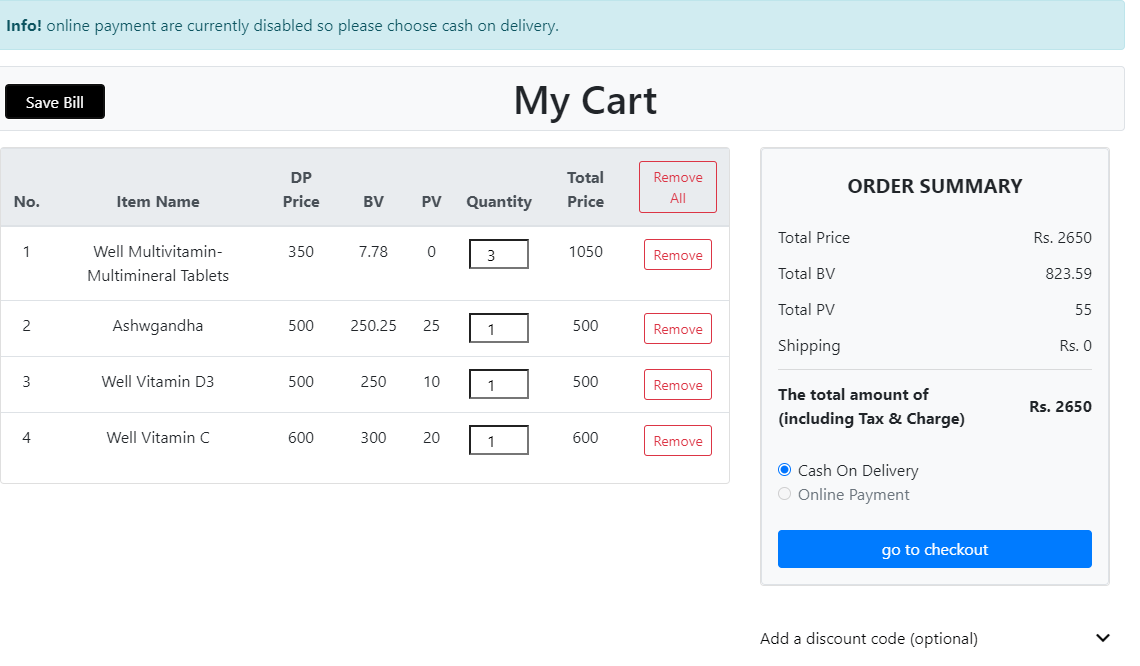 Info! online payment are currently disabled so please choose cash on delivery.
Save Bill
My Cart
No. Item Name DP Price BV PV Quantity Total Price Remove All
1 Well Multivitamin- 350 7.78 0 3 1050 Remove
Multimineral Tablets
2 Ashwgandha 500 250.25 25 1 500 Remove
3 Well Vitamin D3 500 250 10 1 500 Remove
4 Well Vitamin C 600 300 20 1 600 Remove
ORDER SUMMARY
Total Price Rs. 2650
Total BV 823.59
Total PV 55
Shipping Rs. 0
The total amount of
(including Tax & Charge) Rs. 2650
Cash On Delivery
Online Payment
go to checkout
Add a discount code (optional)